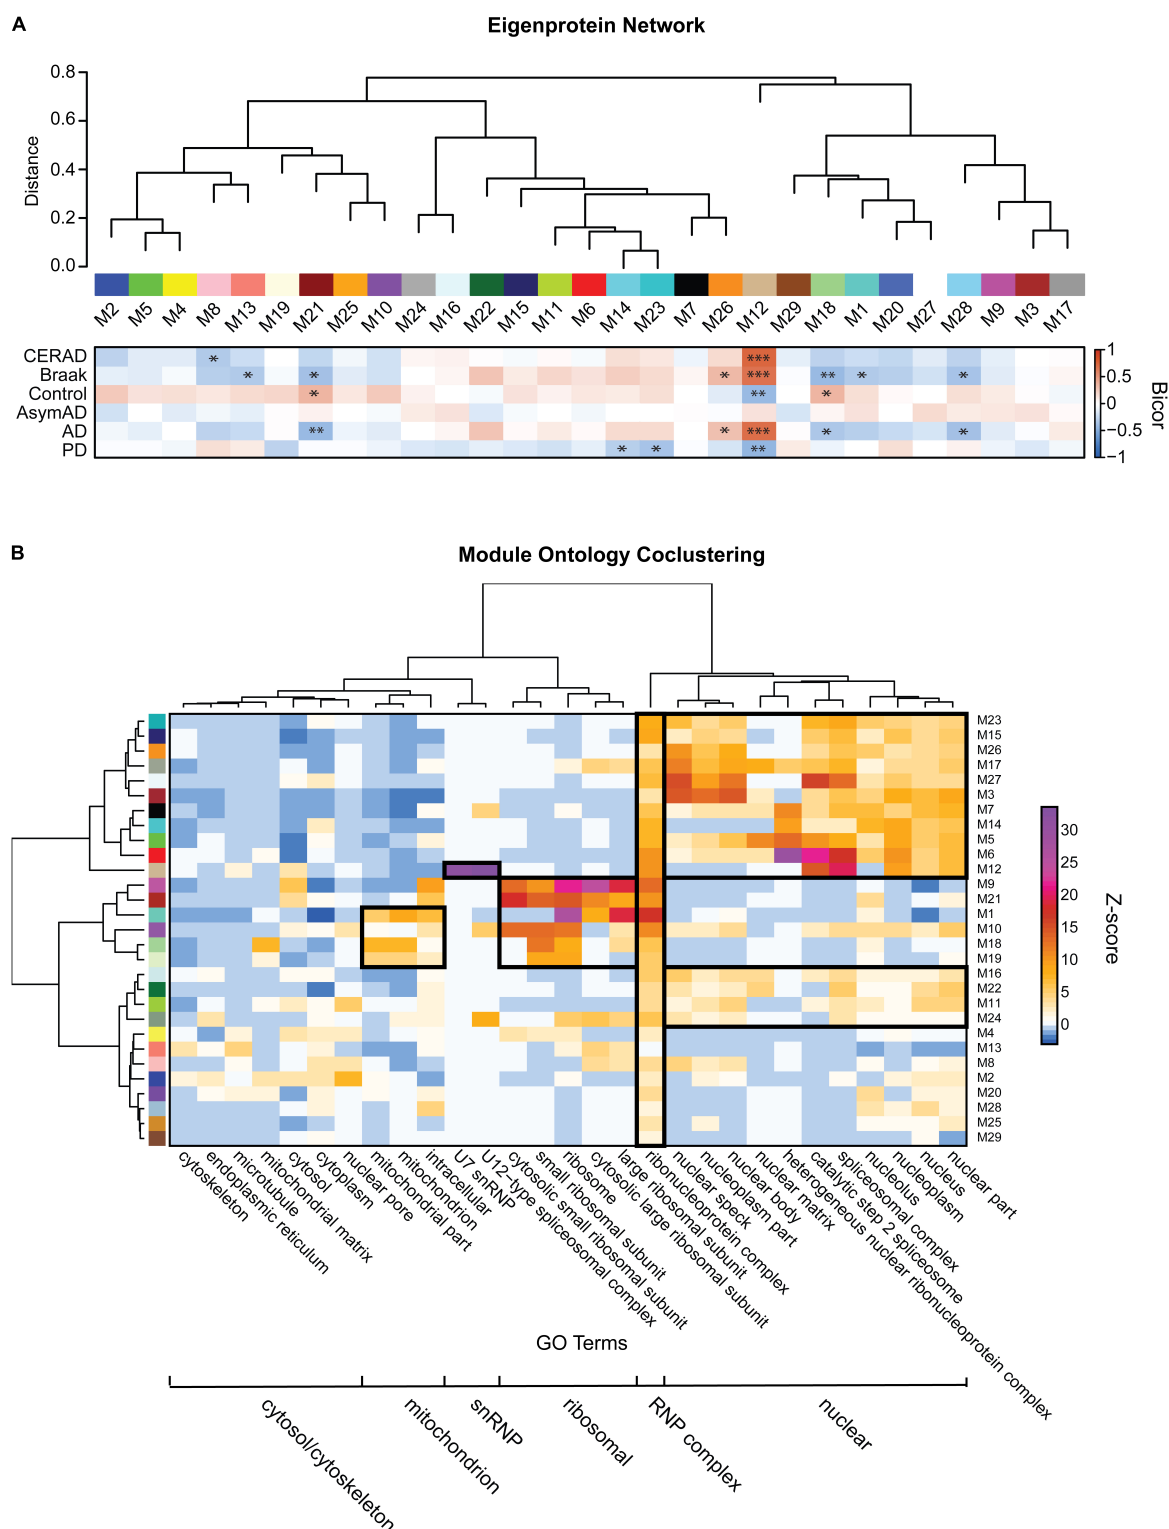 A
Eigenprotein Network
Distance
0.8
0.6
0.4
0.2
0.0
M2 M5 M4 M8 M13 M19 M21 M25 M10 M24 M16 M22 M15 M11 M6 M14 M23 M7 M26 M12 M29 M18 M1 M20 M27 M28 M9 M3 M17
CERAD * ***
Braak * * * *** ** * *
Control * ** *
AsymAD
AD ** * *** * *
PD * * **
1
0.5
0
−0.5
−1
Bicor
B
Module Ontology Coclustering
M23
M15
M26
M17
M27
M3
M7
M14
M5
M6
M12
M9
M21
M1
M10
M18
M19
M16
M22
M11
M24
M4
M13
M8
M2
M20
M28
M25
M29
30
25
20
15
10
5
0
Z-score
cytoskeleton
endoplasmic reticulum
microtubule
mitochondrial matrix
cytosol
cytoplasm
nuclear pore
mitochondrial part
mitochondrion
intracellular
U7 snRNP
U12-type spliceosomal complex
cytosolic small ribosomal subunit
small ribosomal subunit
ribosome
cytosolic large ribosomal subunit
large ribosomal subunit
ribonucleoprotein complex
nuclear speck
nucleoplasm part
nuclear body
nuclear matrix
heterogeneous nuclear ribonucleoprotein complex
catalytic step 2 spliceosome
spliceosomal complex
nucleolus
nucleoplasm
nucleus
nuclear part
GO Terms
cytosol/cytoskeleton
mitochondrion
snRNP
ribosomal
RNP complex
nuclear